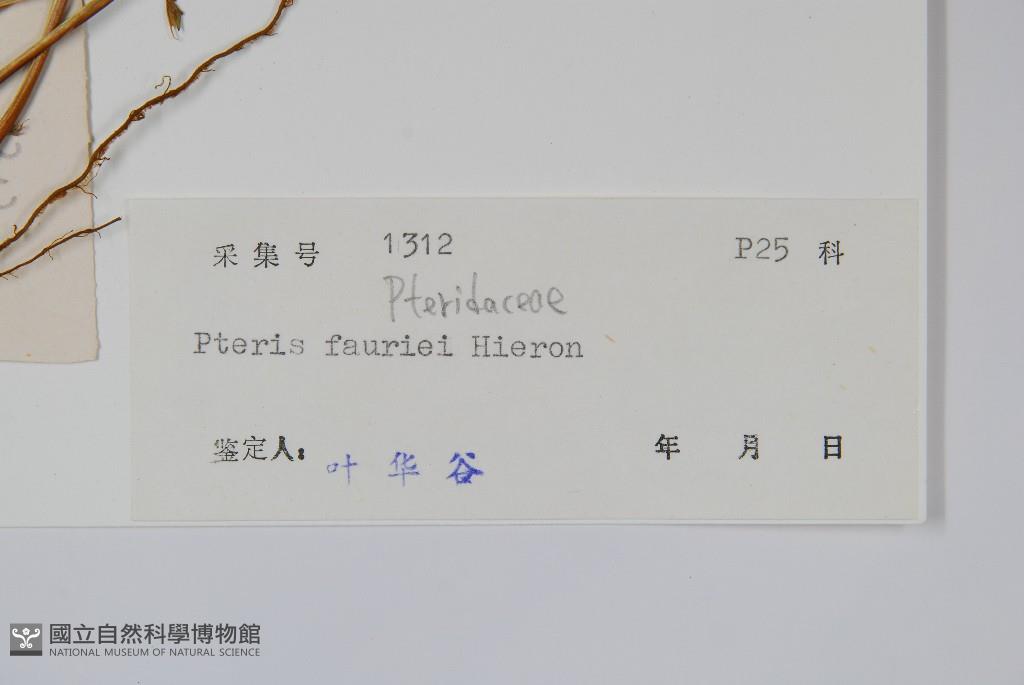 采集号 1312 P25 科
Pteridaceae
Pteris fauriei Hieron
鉴定人: 叶华谷 年 月 日
國立自然科學博物館
NATIONAL MUSEUM OF NATURAL SCIENCE